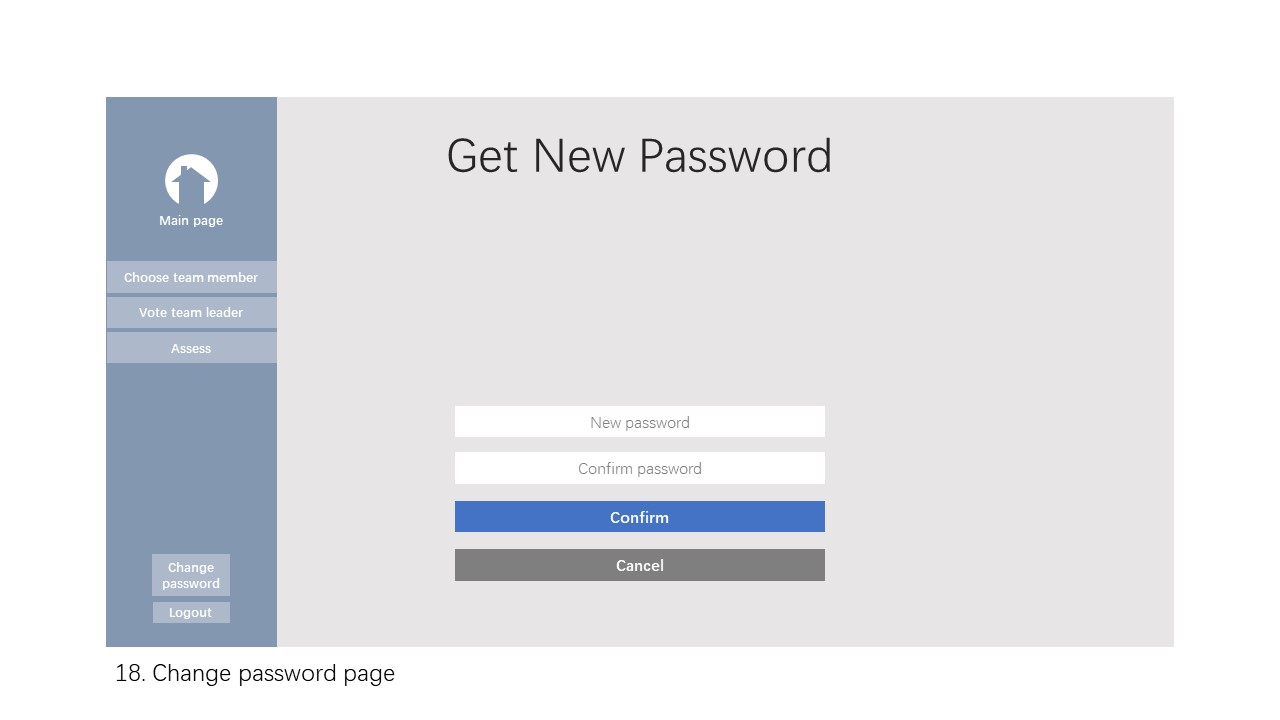 Get New Password
Main page
Choose team member
Vote team leader
Assess
New password
Confirm password
Confirm
Cancel
Change
password
Logout
18. Change password page